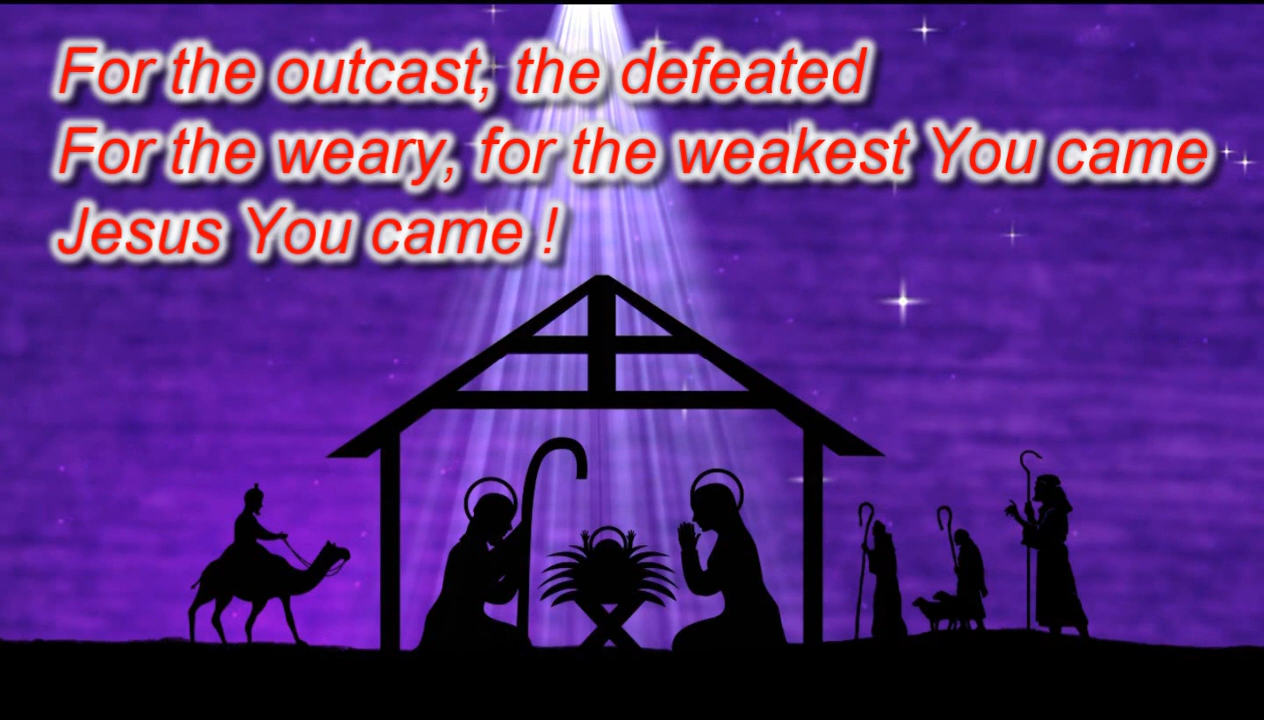 For the outcast, the defeated
For the weary, for the weakest You came
Jesus You came !